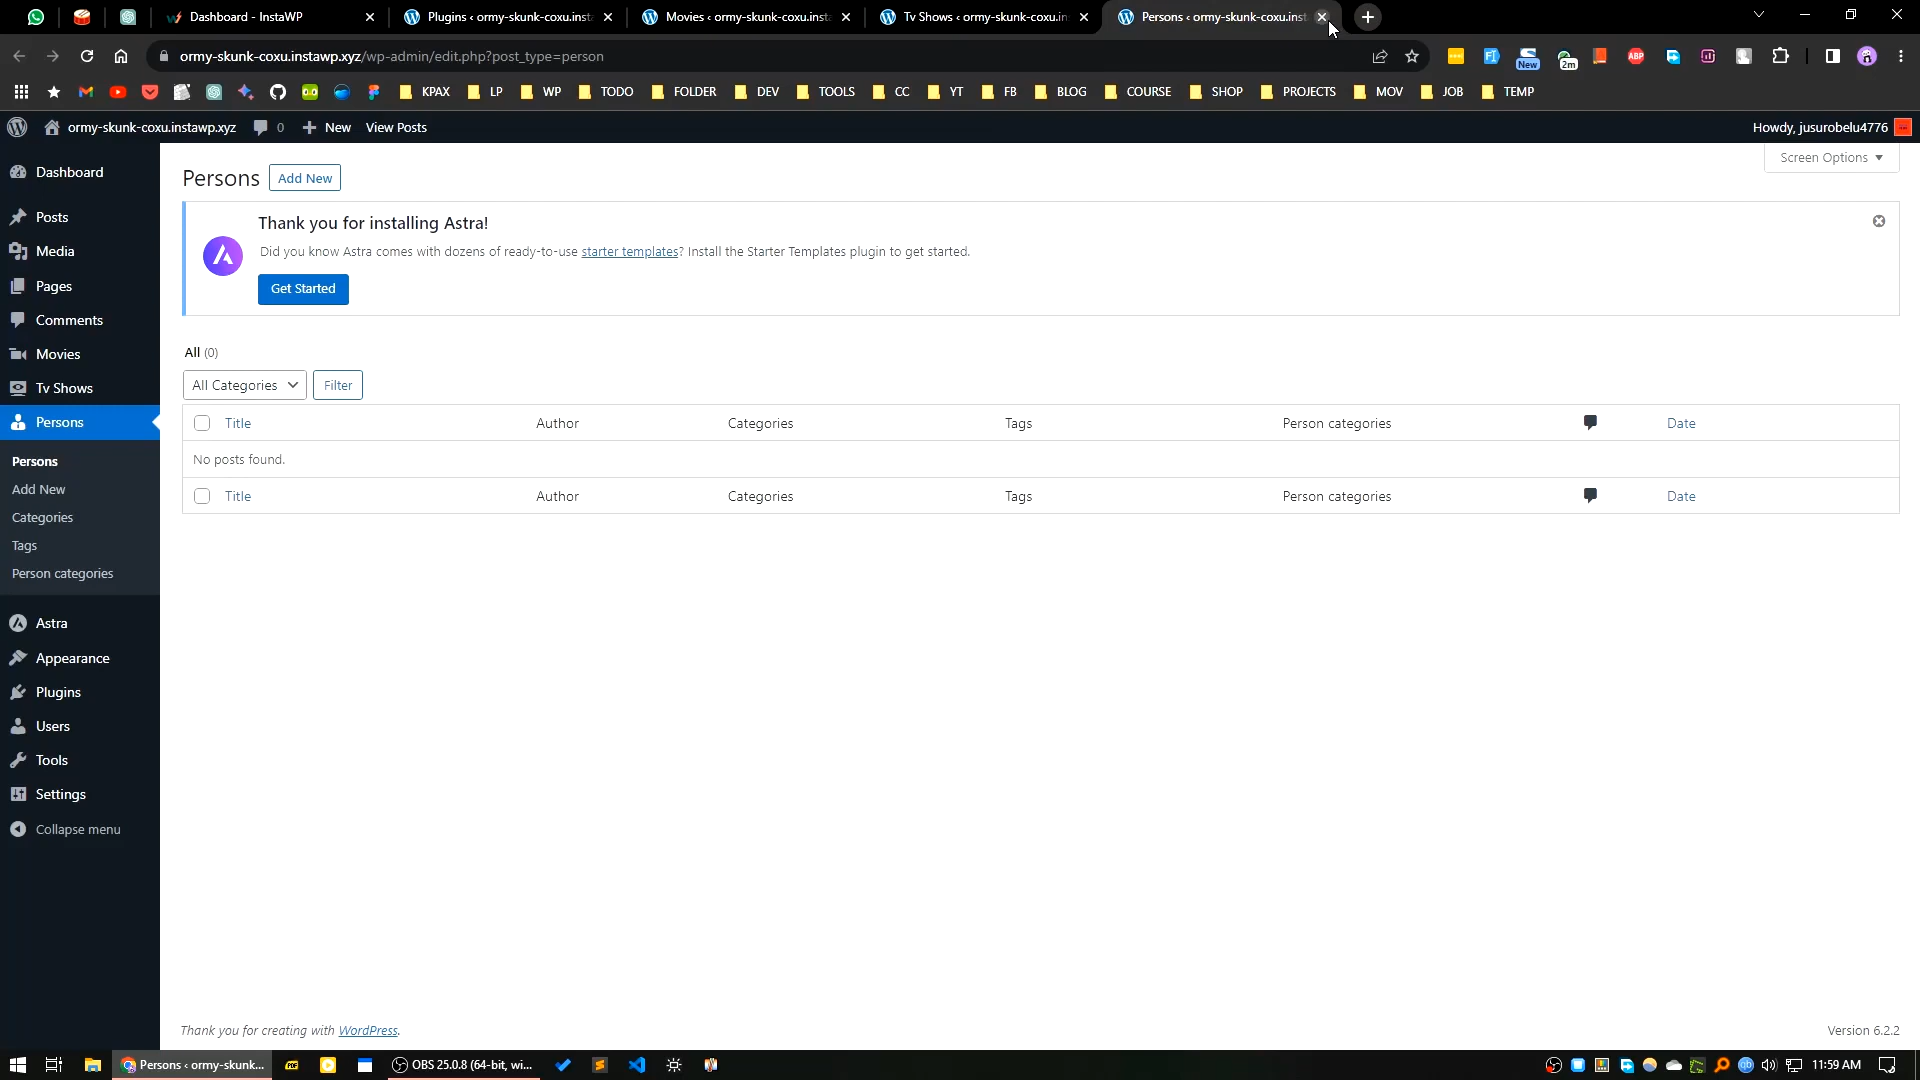 Dashboard - InstaWP
Plugins ‹ ormy-skunk-coxu.insta
Movies ‹ ormy-skunk-coxu.insta
Tv Shows ‹ ormy-skunk-coxu.in
Persons ‹ ormy-skunk-coxu.inst
ormy-skunk-coxu.instawp.xyz/wp-admin/edit.php?post_type=person
New
2m
ABP
KPAX
LP
WP
TODO
FOLDER
DEV
TOOLS
CC
YT
FB
BLOG
COURSE
SHOP
PROJECTS
MOV
JOB
TEMP
ormy-skunk-coxu.instawp.xyz
0
New
View Posts
Howdy, jusurobelu4776
Dashboard
Posts
Media
Pages
Comments
Movies
Tv Shows
Persons
Persons
Add New
Categories
Tags
Person categories
Astra
Appearance
Plugins
Users
Tools
Settings
Collapse menu
Screen Options
Persons
Add New
Thank you for installing Astra!
Did you know Astra comes with dozens of ready-to-use starter templates? Install the Starter Templates plugin to get started.
Get Started
All (0)
All Categories
Filter
Title Author Categories Tags Person categories Date
No posts found.
Title Author Categories Tags Person categories Date
Thank you for creating with WordPress.
Version 6.2.2
Persons ‹ ormy-skunk...
OBS 25.0.8 (64-bit, wi...
11:59 AM